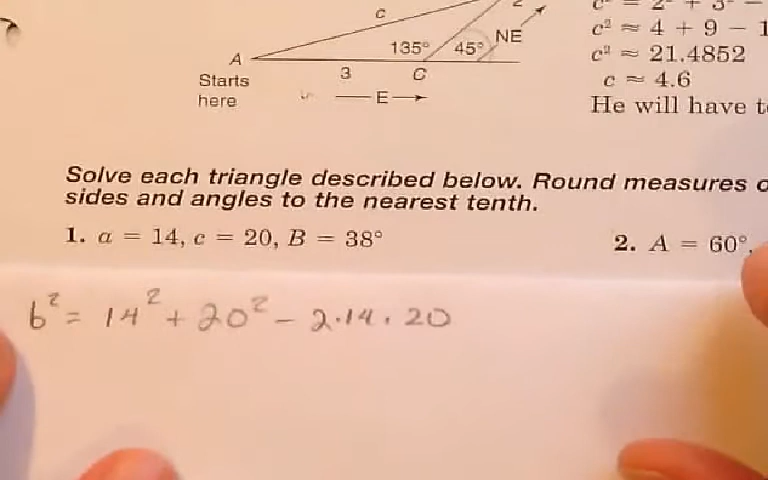 c
135° 45° NE
A
3 C
Starts
here
E
c² ≈ 4 + 9 −
c² ≈ 21.4852
c ≈ 4.6
He will have
Solve each triangle described below. Round measures
sides and angles to the nearest tenth.
1. a = 14, c = 20, B = 38°
2. A = 60°,
b² = 14² + 20² − 2·14·20